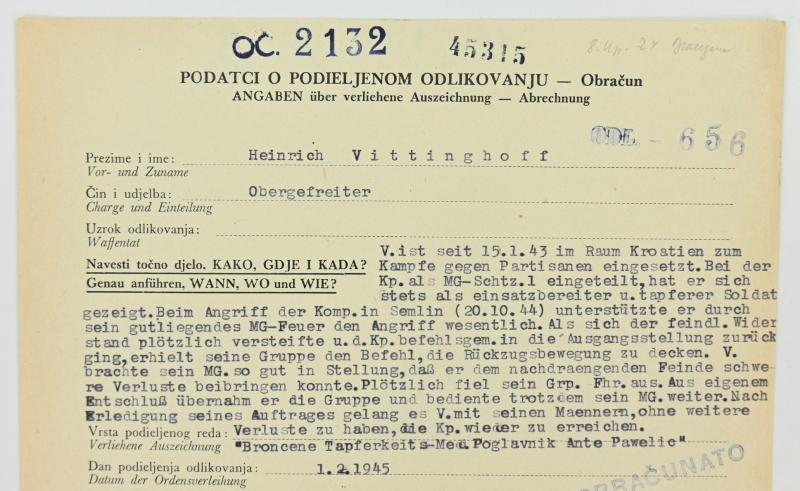 OČ. 2132 45315
PODATCI O PODIELJENOM ODLIKOVANJU — Obračun
ANGABEN über verliehene Auszeichnung — Abrechnung
ODL. - 656
Prezime i ime: Heinrich Vittinghoff
Vor- und Zuname
Čin i udjelba: Obergefreiter
Charge und Einteilung
Uzrok odlikovanja:
Waffentat
V.ist seit 15.1.43 im Raum Kroatien zum
Navesti točno djelo. KAKO, GDJE I KADA? Kampfe gegen Partisanen eingesetzt.Bei der
Genau anführen, WANN, WO und WIE? Kp.als MG-Schtz.1 eingeteilt,hat er sich
stets als einsatzbereiter u.tapferer Soldat
gezeigt.Beim Angriff der Komp.in Semlin (20.10.44) unterstützte er durch
sein gutliegendes MG-Feuer den Angriff wesentlich.Als sich der feindl.Wider
stand plötzlich versteifte u.d.Kp.befehlsgem.in die Ausgangsstellung zurück
ging,erhielt seine Gruppe den Befehl,die Rückzugsbewegung zu decken. V.
brachte sein MG.so gut in Stellung,daß er dem nachdraengenden Feinde schwe-
re Verluste beibringen konnte.Plötzlich fiel sein Grp. Fhr.aus.Aus eigenem
Entschluß übernahm er die Gruppe und bediente trotzdem sein MG.weiter.Nach
Erledigung seines Auftrages gelang es V.mit seinen Maennern,ohne weitere
Vrsta podieljenog reda: Verluste zu haben,die Kp.wieder zu erreichen.
Verliehene Auszeichnung "Broncene Tapferkeits-Med.Poglavnik Ante Pawelic"
Dan podieljenja odlikovanja: 1.2.1945
Datum der Ordensverleihung
OBRAČUNATO